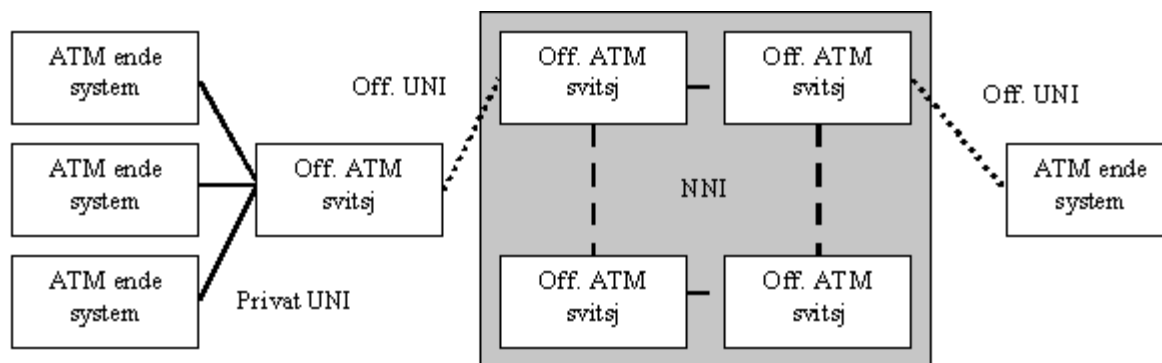 ATM ende
system
ATM ende
system
ATM ende
system
Off. ATM
svitsj
Privat UNI
Off. UNI
Off. ATM
svitsj
Off. ATM
svitsj
NNI
Off. ATM
svitsj
Off. ATM
svitsj
Off. UNI
ATM ende
system